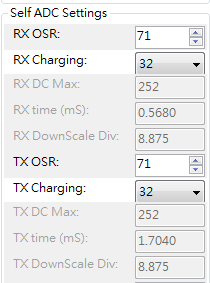 Self ADC Settings
RX OSR: 71
RX Charging: 32
RX DC Max: 252
RX time (mS): 0.5680
RX DownScale Div: 8.875
TX OSR: 71
TX Charging: 32
TX DC Max: 252
TX time (mS): 1.7040
TX DownScale Div: 8.875